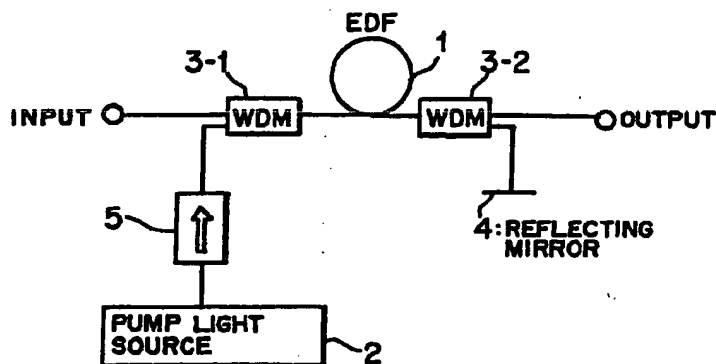 EDF
1
3-1
3-2
INPUT
WDM
WDM
OUTPUT
5
4:REFLECTING
MIRROR
PUMP LIGHT
SOURCE
2